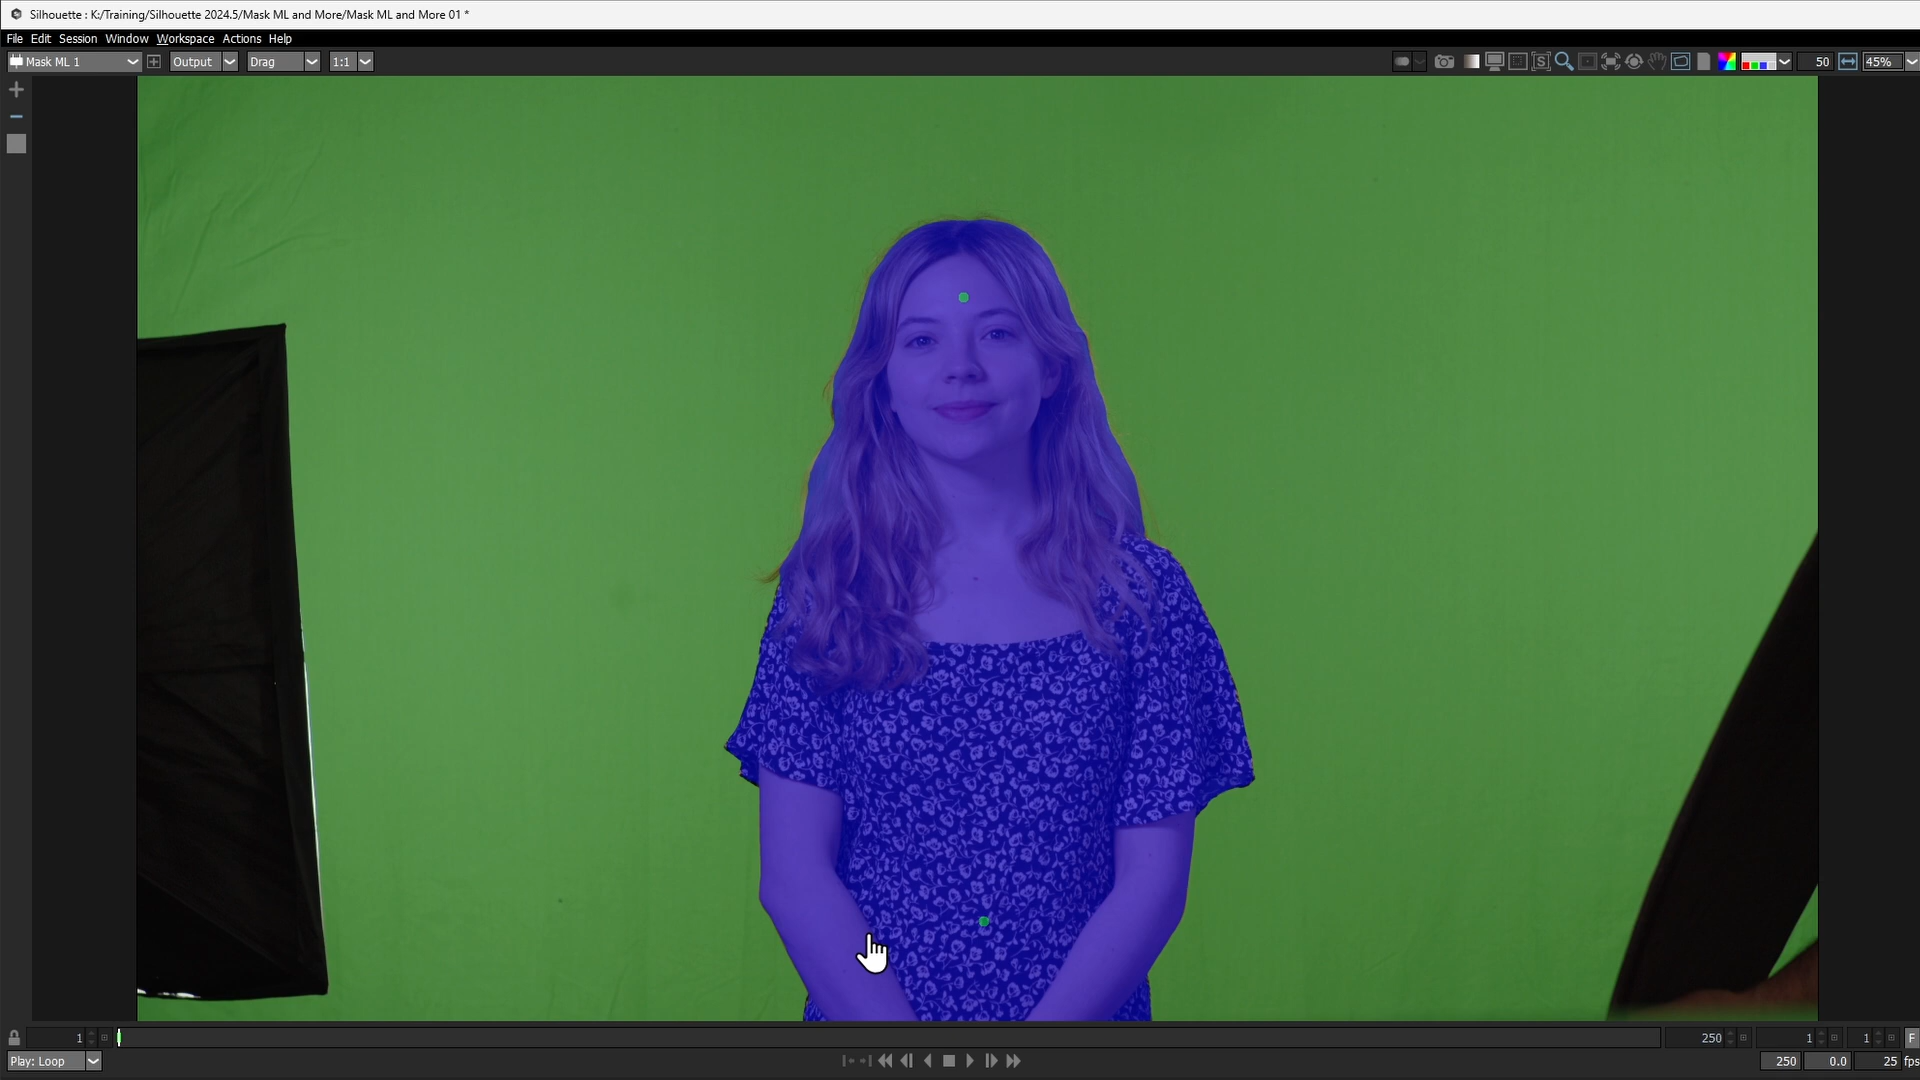 Silhouette : K:/Training/Silhouette 2024.5/Mask ML and More/Mask ML and More 01 *
File Edit Session Window Workspace Actions Help
Mask ML 1 Output Drag 1:1 50 45%
1 250 1 1 F
Play: Loop 250 0.0 25 fps